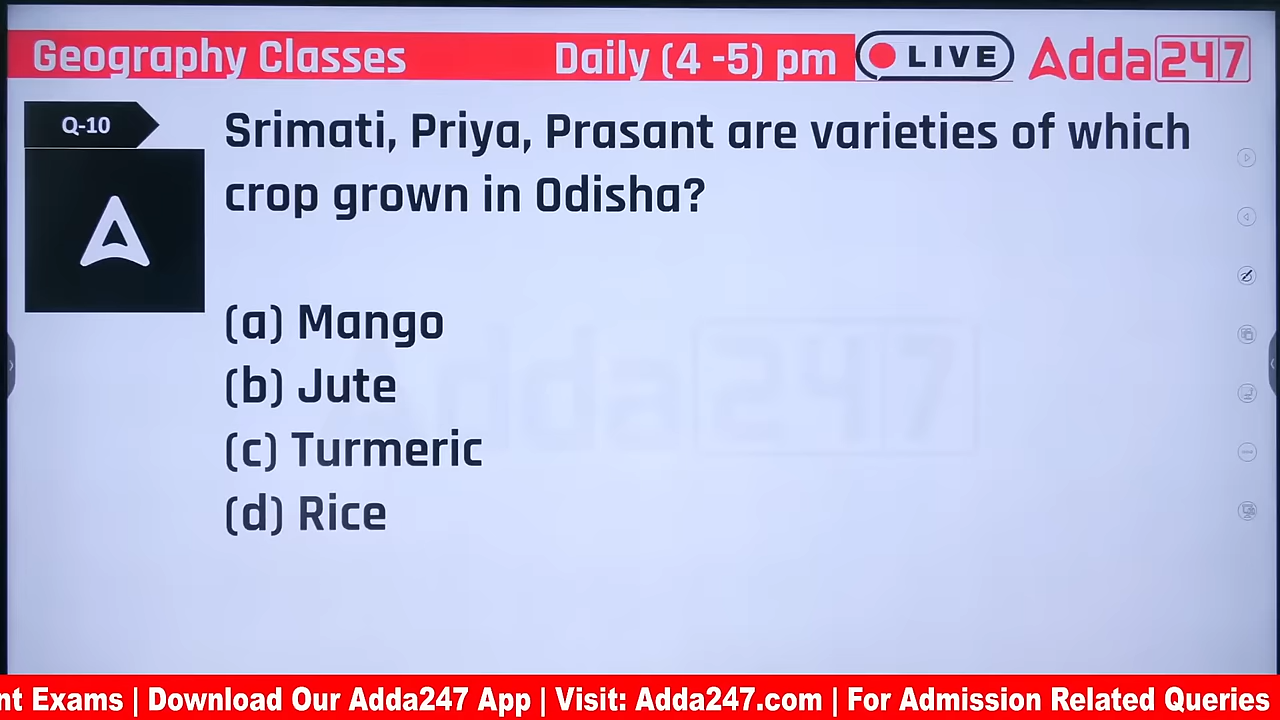 Geography Classes Daily (4 -5) pm LIVE Adda247
Q-10
Srimati, Priya, Prasant are varieties of which
crop grown in Odisha?
(a) Mango
(b) Jute
(c) Turmeric
(d) Rice
Adda247
nt Exams | Download Our Adda247 App | Visit: Adda247.com | For Admission Related Queries